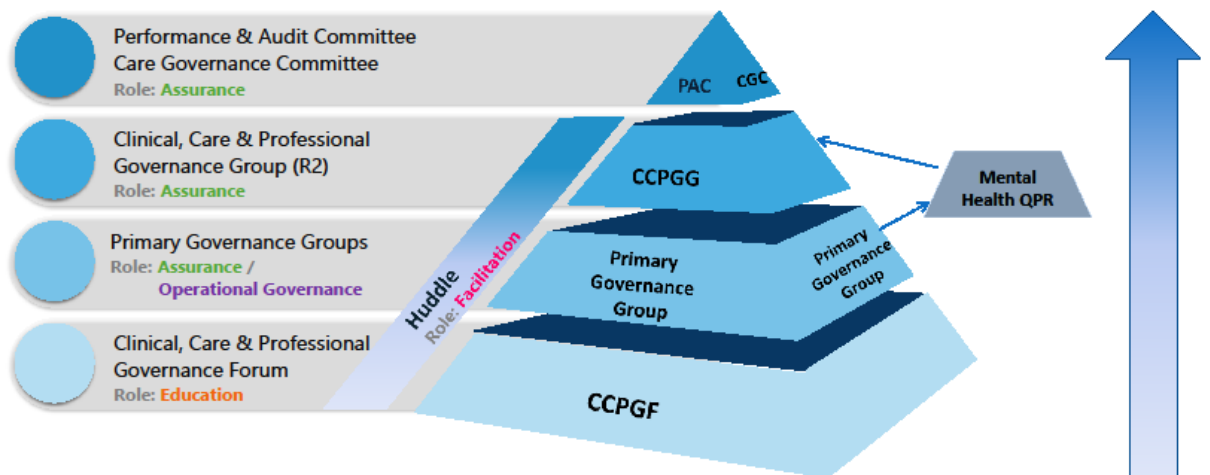 Performance & Audit Committee
Care Governance Committee
Role: Assurance
PAC
CGC
Clinical, Care & Professional
Governance Group (R2)
Role: Assurance
CCPGG
Mental
Health QPR
Primary Governance Groups
Role: Assurance /
Operational Governance
Huddle
Role: Facilitation
Primary
Governance
Group
Primary
Governance
Group
Clinical, Care & Professional
Governance Forum
Role: Education
CCPGF